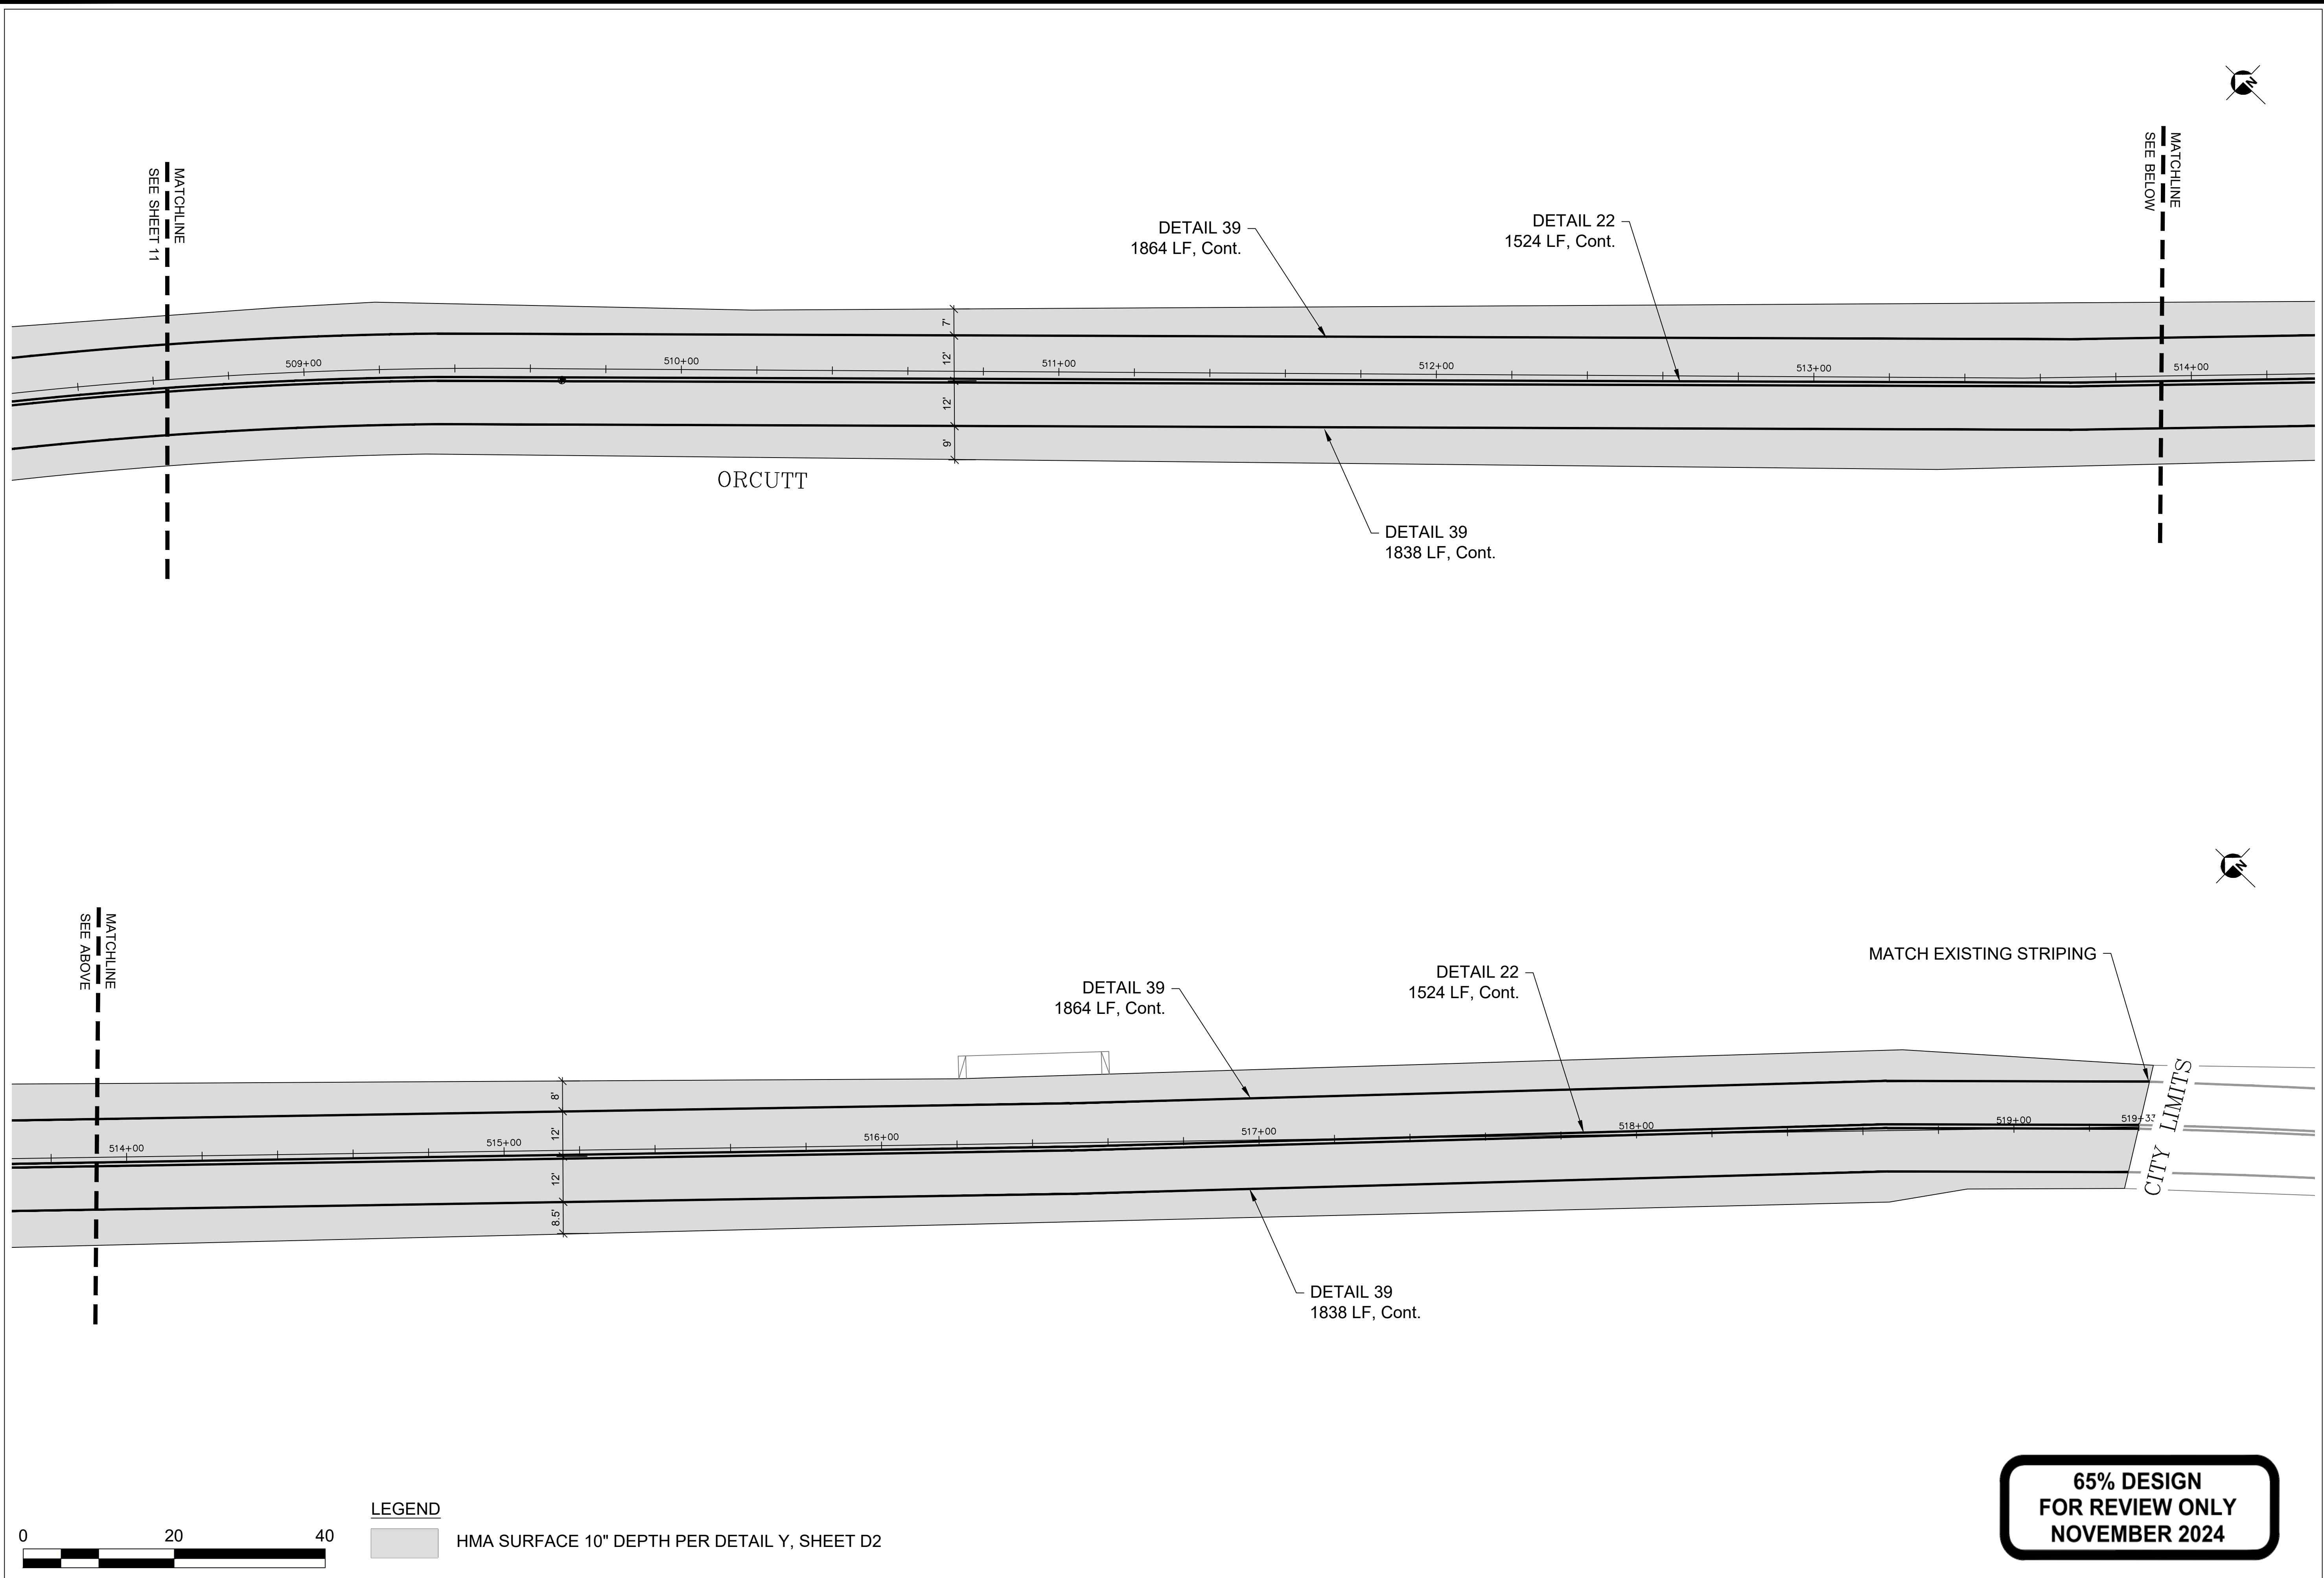 N
MATCHLINE
SEE SHEET 11
MATCHLINE
SEE BELOW
DETAIL 39
1864 LF, Cont.
DETAIL 22
1524 LF, Cont.
509+00
510+00
511+00
512+00
513+00
514+00
7'
12'
12'
9'
ORCUTT
DETAIL 39
1838 LF, Cont.
N
MATCHLINE
SEE ABOVE
DETAIL 39
1864 LF, Cont.
DETAIL 22
1524 LF, Cont.
MATCH EXISTING STRIPING
514+00
515+00
516+00
517+00
518+00
519+00
8'
12'
12'
8.5'
CITY LIMITS
DETAIL 39
1838 LF, Cont.
LEGEND
HMA SURFACE 10" DEPTH PER DETAIL Y, SHEET D2
0 20 40
65% DESIGN
FOR REVIEW ONLY
NOVEMBER 2024